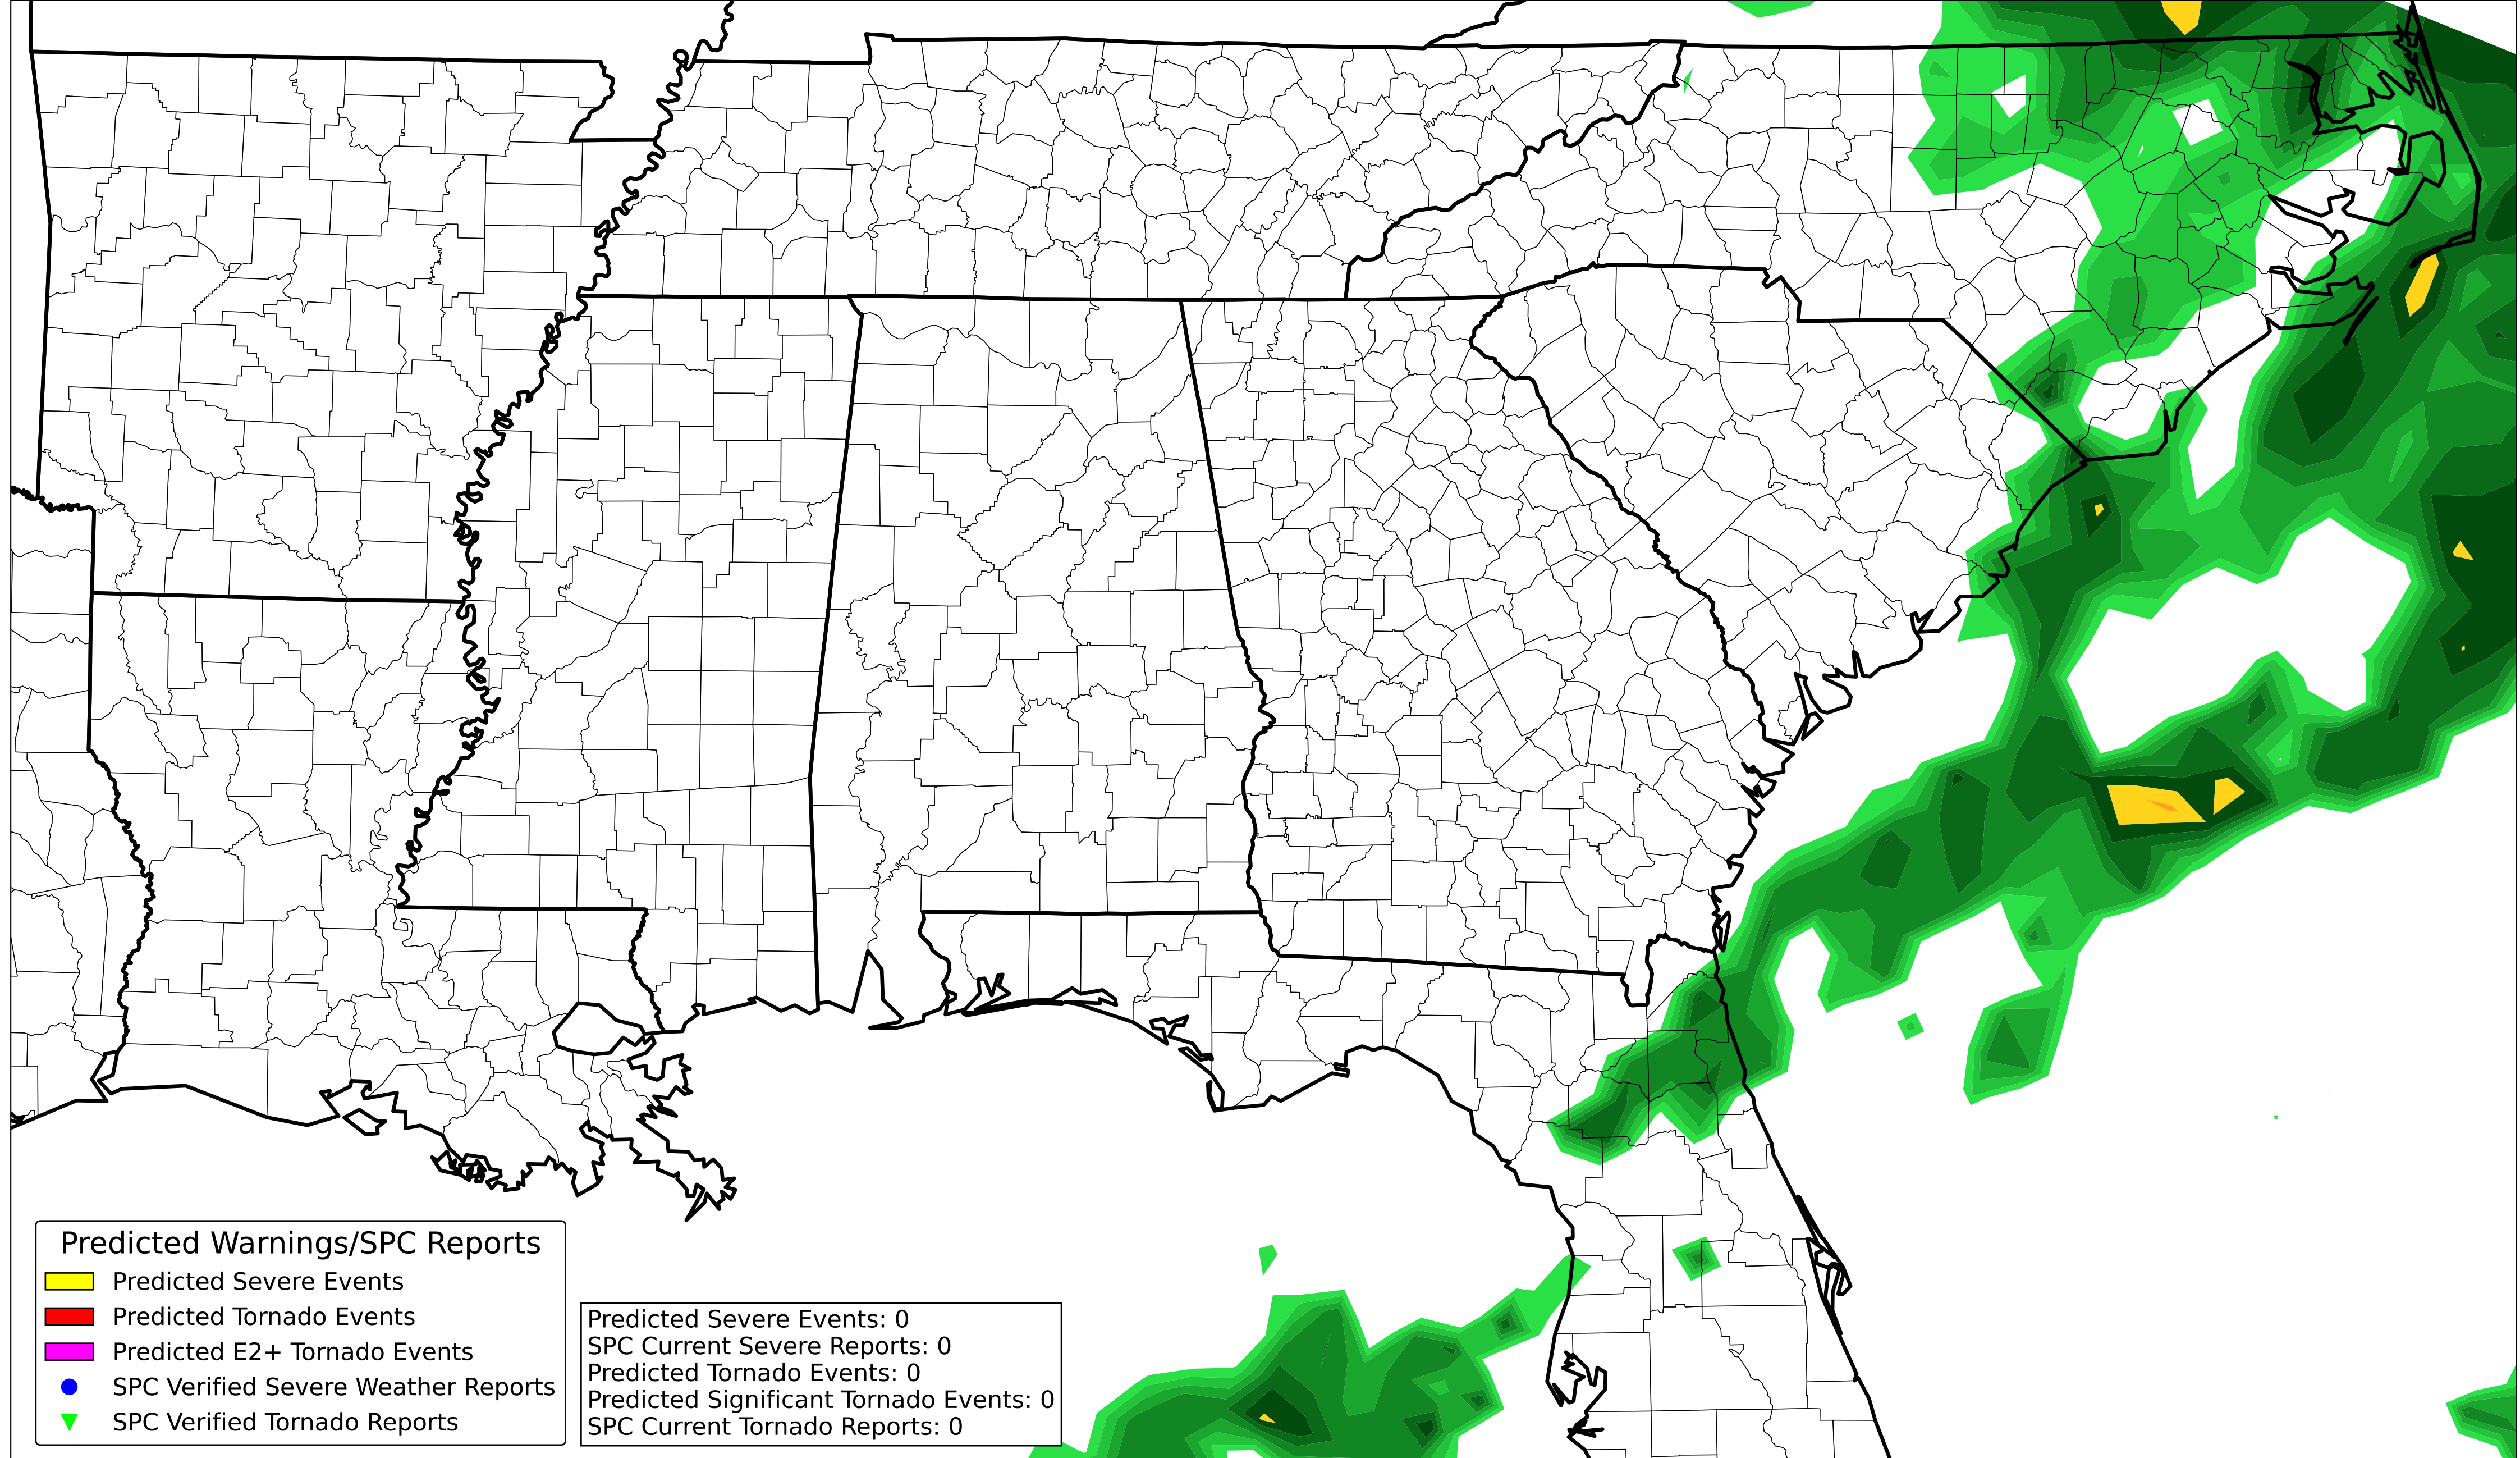 Predicted Warnings/SPC Reports
Predicted Severe Events
Predicted Tornado Events
Predicted E2+ Tornado Events
SPC Verified Severe Weather Reports
SPC Verified Tornado Reports
Predicted Severe Events: 0
SPC Current Severe Reports: 0
Predicted Tornado Events: 0
Predicted Significant Tornado Events: 0
SPC Current Tornado Reports: 0